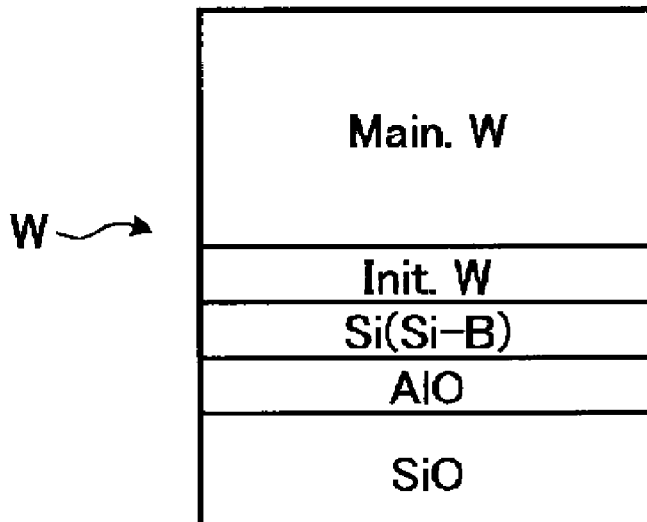 Main. W
W
Init. W
Si(Si-B)
AlO
SiO